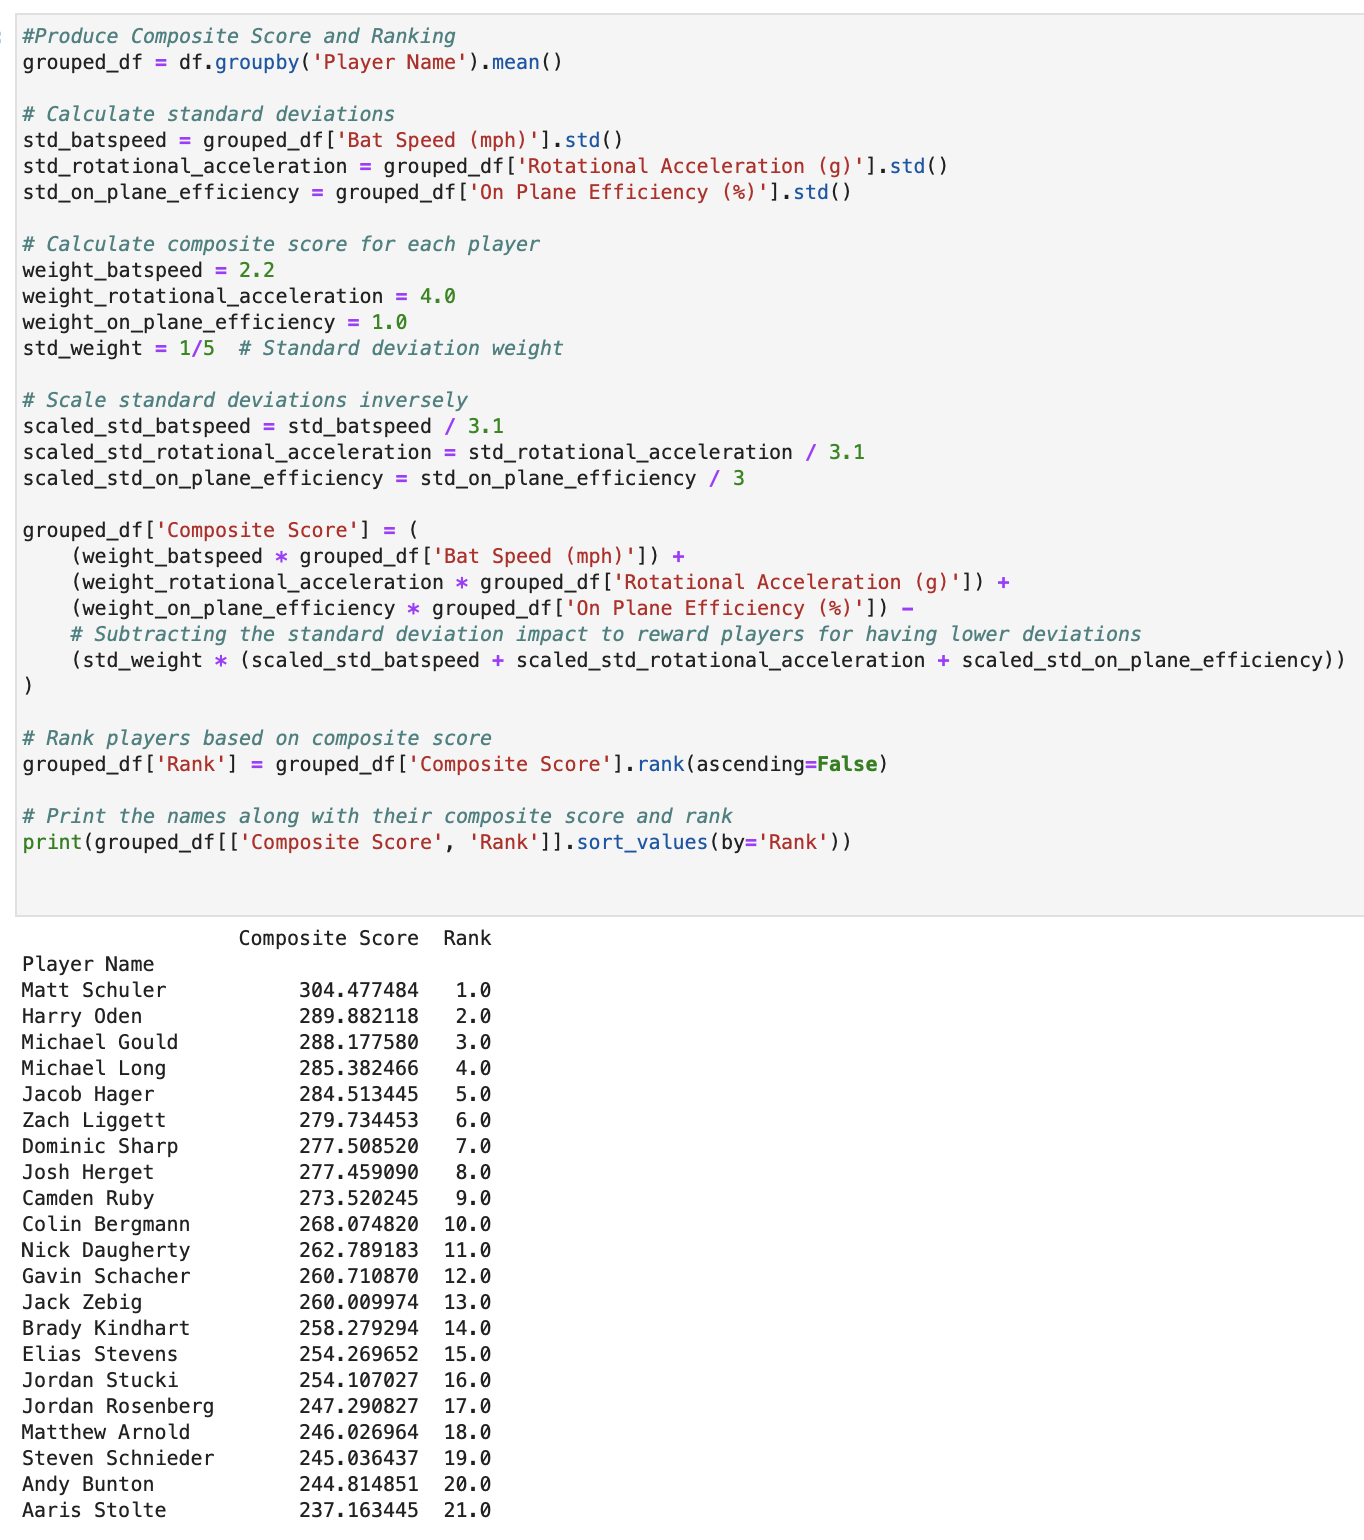 #Produce Composite Score and Ranking
grouped_df = df.groupby('Player Name').mean()

# Calculate standard deviations
std_batspeed = grouped_df['Bat Speed (mph)'].std()
std_rotational_acceleration = grouped_df['Rotational Acceleration (g)'].std()
std_on_plane_efficiency = grouped_df['On Plane Efficiency (%)'].std()

# Calculate composite score for each player
weight_batspeed = 2.2
weight_rotational_acceleration = 4.0
weight_on_plane_efficiency = 1.0
std_weight = 1/5  # Standard deviation weight

# Scale standard deviations inversely
scaled_std_batspeed = std_batspeed / 3.1
scaled_std_rotational_acceleration = std_rotational_acceleration / 3.1
scaled_std_on_plane_efficiency = std_on_plane_efficiency / 3

grouped_df['Composite Score'] = (
    (weight_batspeed * grouped_df['Bat Speed (mph)']) +
    (weight_rotational_acceleration * grouped_df['Rotational Acceleration (g)']) +
    (weight_on_plane_efficiency * grouped_df['On Plane Efficiency (%)']) -
    # Subtracting the standard deviation impact to reward players for having lower deviations
    (std_weight * (scaled_std_batspeed + scaled_std_rotational_acceleration + scaled_std_on_plane_efficiency))
)

# Rank players based on composite score
grouped_df['Rank'] = grouped_df['Composite Score'].rank(ascending=False)

# Print the names along with their composite score and rank
print(grouped_df[['Composite Score', 'Rank']].sort_values(by='Rank'))

                  Composite Score  Rank
Player Name
Matt Schuler           304.477484   1.0
Harry Oden             289.882118   2.0
Michael Gould          288.177580   3.0
Michael Long           285.382466   4.0
Jacob Hager            284.513445   5.0
Zach Liggett           279.734453   6.0
Dominic Sharp          277.508520   7.0
Josh Herget            277.459090   8.0
Camden Ruby            273.520245   9.0
Colin Bergmann         268.074820  10.0
Nick Daugherty         262.789183  11.0
Gavin Schacher         260.710870  12.0
Jack Zebig             260.009974  13.0
Brady Kindhart         258.279294  14.0
Elias Stevens          254.269652  15.0
Jordan Stucki          254.107027  16.0
Jordan Rosenberg       247.290827  17.0
Matthew Arnold         246.026964  18.0
Steven Schnieder       245.036437  19.0
Andy Bunton            244.814851  20.0
Aaris Stolte           237.163445  21.0